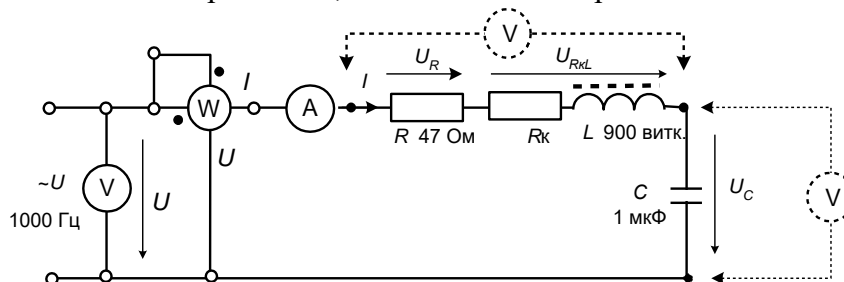 V
I U_R U_RкL
W I A
R 47 Ом Rк L 900 витк.
~U V U U
1000 Гц
C
1 мкФ
U_C V